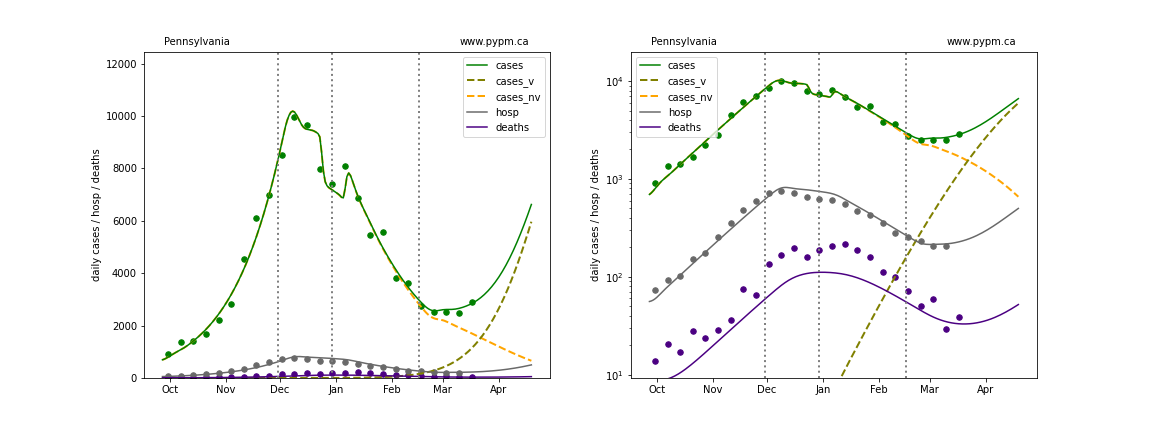 Pennsylvania www.pypm.ca
12000
10000
8000
6000
4000
2000
0
daily cases / hosp / deaths
cases
cases_v
cases_nv
hosp
deaths
Oct Nov Dec Jan Feb Mar Apr
Pennsylvania www.pypm.ca
10⁴
10³
10²
10¹
daily cases / hosp / deaths
cases
cases_v
cases_nv
hosp
deaths
Oct Nov Dec Jan Feb Mar Apr